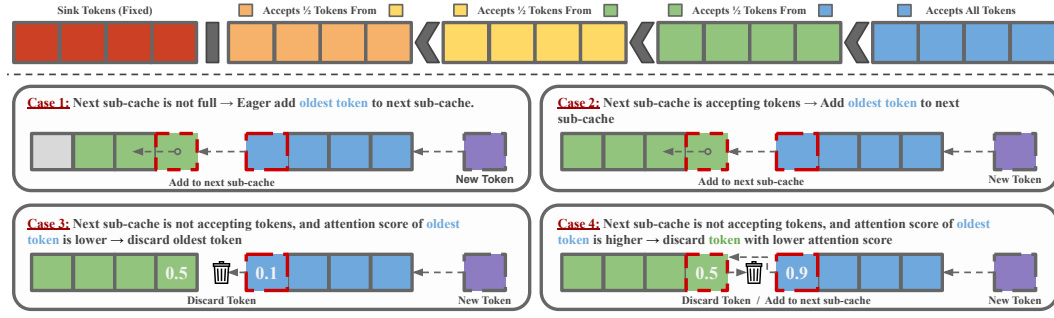 Sink Tokens (Fixed)
Accepts ½ Tokens From
Accepts ½ Tokens From
Accepts ½ Tokens From
Accepts All Tokens
Case 1: Next sub-cache is not full → Eager add oldest token to next sub-cache.
Add to next sub-cache
New Token
Case 2: Next sub-cache is accepting tokens → Add oldest token to next
sub-cache
Add to next sub-cache
New Token
Case 3: Next sub-cache is not accepting tokens, and attention score of oldest
token is lower → discard oldest token
0.5
0.1
Discard Token
New Token
Case 4: Next sub-cache is not accepting tokens, and attention score of oldest
token is higher → discard token with lower attention score
0.5
0.9
Discard Token / Add to next sub-cache
New Token